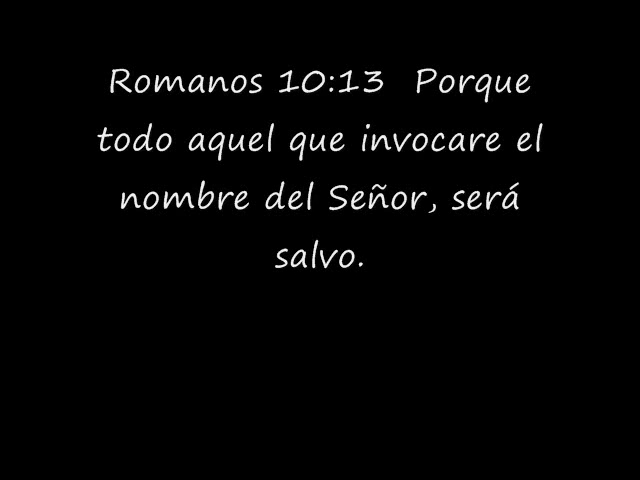 Romanos 10:13  Porque
todo aquel que invocare el
nombre del Señor, será
salvo.